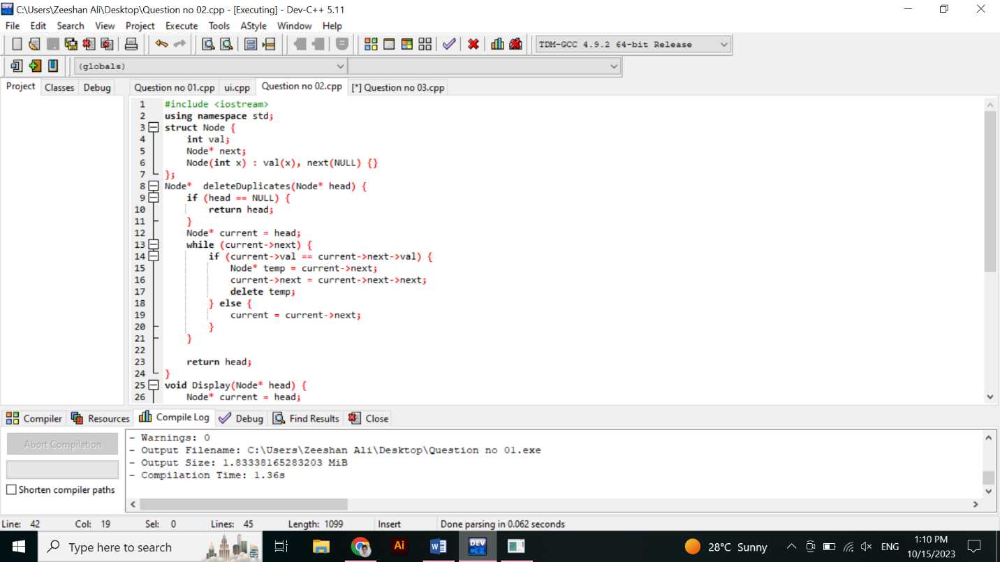 C:\Users\Zeeshan Ali\Desktop\Question no 02.cpp - [Executing] - Dev-C++ 5.11
File Edit Search View Project Execute Tools AStyle Window Help
TDM-GCC 4.9.2 64-bit Release
(globals)
Project Classes Debug Question no 01.cpp ui.cpp Question no 02.cpp [*] Question no 03.cpp
1 #include <iostream>
2 using namespace std;
3 struct Node {
4 int val;
5 Node* next;
6 Node(int x) : val(x), next(NULL) {}
7 };
8 Node* deleteDuplicates(Node* head) {
9 if (head == NULL) {
10 return head;
11 }
12 Node* current = head;
13 while (current->next) {
14 if (current->val == current->next->val) {
15 Node* temp = current->next;
16 current->next = current->next->next;
17 delete temp;
18 } else {
19 current = current->next;
20 }
21 }
22
23 return head;
24 }
25 void Display(Node* head) {
26 Node* current = head;
Compiler Resources Compile Log Debug Find Results Close
Abort Compilation
Shorten compiler paths
- Warnings: 0
- Output Filename: C:\Users\Zeeshan Ali\Desktop\Question no 01.exe
- Output Size: 1.83338165283203 MiB
- Compilation Time: 1.36s
Line: 42 Col: 19 Sel: 0 Lines: 45 Length: 1099 Insert Done parsing in 0.062 seconds
Type here to search Ai W DEV C++ 28°C Sunny ENG 1:10 PM
10/15/2023